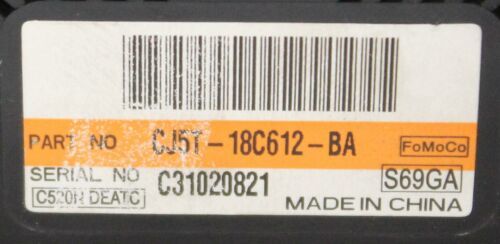 PART NO CJ5T-18C612-BA FoMoCo
SERIAL NO C31020821 S69GA
C520H DEATC MADE IN CHINA